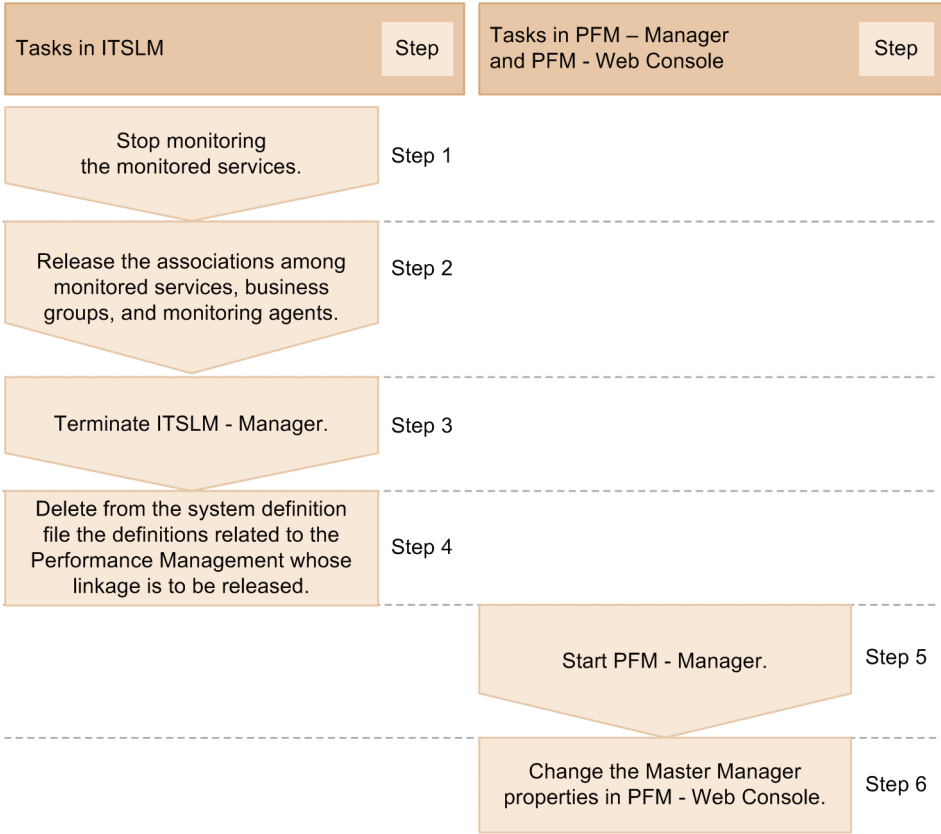 Tasks in ITSLM
Step
Tasks in PFM – Manager
and PFM - Web Console
Step
Stop monitoring
the monitored services.
Step 1
Release the associations among
monitored services, business
groups, and monitoring agents.
Step 2
Terminate ITSLM - Manager.
Step 3
Delete from the system definition
file the definitions related to the
Performance Management whose
linkage is to be released.
Step 4
Start PFM - Manager.
Step 5
Change the Master Manager
properties in PFM - Web Console.
Step 6